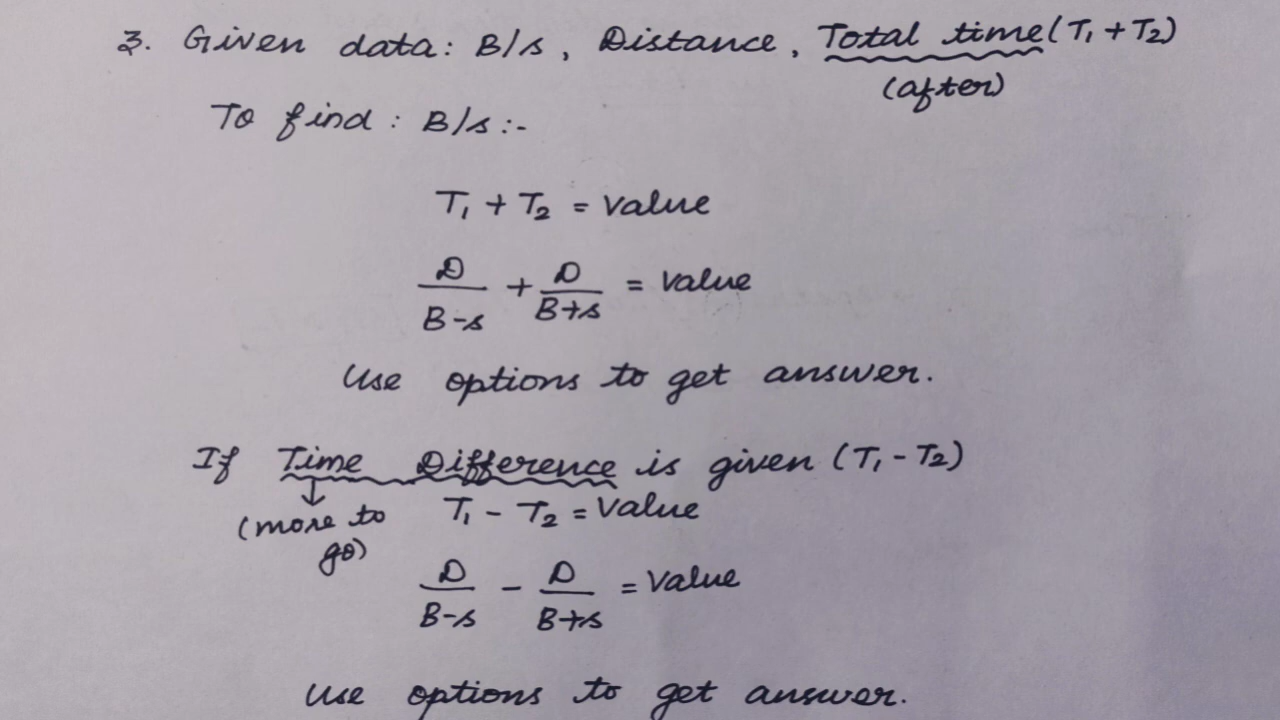 3. Given data: B/s, Distance, Total time (T₁ + T₂)
(after)
To find: B/s:-
T₁ + T₂ = value
D/B-s + D/B+s = value
Use options to get answer.
If Time Difference is given (T₁ - T₂)
(more to go)
T₁ - T₂ = value
D/B-s - D/B+s = value
Use options to get answer.